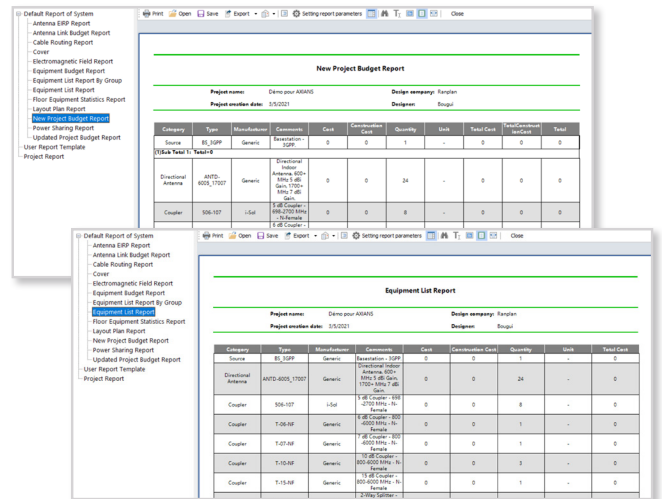 Default Report of System
Antenna EIRP Report
Antenna Link Budget Report
Cable Routing Report
Cover
Electromagnetic Field Report
Equipment Budget Report
Equipment List Report By Group
Equipment List Report
Floor Equipment Statistics Report
Layout Plan Report
New Project Budget Report
Power Sharing Report
Updated Project Budget Report
User Report Template
Project Report
Print Open Save Export Setting report parameters Close
New Project Budget Report
Project name: Démo pour AXIANS Design company: Ranplan
Project creation date: 3/5/2021 Designer: Bougui
Category Type Manufacturer Comments Cost Construction Cost Quantity Unit Total Cost TotalConstructionCost Total
Source BS_3GPP Generic Basestation - 3GPP 0 0 1 - 0 0 0
(1)Sub Total 1: Total=0
Directional Antenna ANTD-6005_17007 Generic Directional Indoor Antenna. 600+ MHz 5 dBi Gain. 1700+ MHz 7 dBi Gain. 0 0 24 - 0 0 0
Coupler 506-107 i-Sol 5 dB Coupler - 698-2700 MHz - N-Female 0 0 8 - 0 0 0
6 dB Coupler -
Default Report of System
Antenna EIRP Report
Antenna Link Budget Report
Cable Routing Report
Cover
Electromagnetic Field Report
Equipment Budget Report
Equipment List Report By Group
Equipment List Report
Floor Equipment Statistics Report
Layout Plan Report
New Project Budget Report
Power Sharing Report
Updated Project Budget Report
User Report Template
Project Report
Print Open Save Export Setting report parameters Close
Equipment List Report
Project name: Démo pour AXIANS Design company: Ranplan
Project creation date: 3/5/2021 Designer: Bougui
Category Type Manufacturer Comments Cost Construction Cost Quantity Unit Total Cost
Source BS_3GPP Generic Basestation - 3GPP 0 0 1 - 0
Directional Antenna ANTD-6005_17007 Generic Directional Indoor Antenna. 600+ MHz 5 dBi Gain. 1700+ MHz 7 dBi Gain. 0 0 24 - 0
Coupler 506-107 i-Sol 5 dB Coupler - 698 -2700 MHz - N-Female 0 0 8 - 0
Coupler T-06-NF Generic 6 dB Coupler - 800 -6000 MHz - N-Female 0 0 1 - 0
Coupler T-07-NF Generic 7 dB Coupler - 800 -6000 MHz - N-Female 0 0 1 - 0
Coupler T-10-NF Generic 10 dB Coupler - 800-6000 MHz - N-Female 0 0 3 - 0
Coupler T-15-NF Generic 15 dB Coupler - 800-6000 MHz - N-Female 0 0 1 - 0
2-Way Splitter -